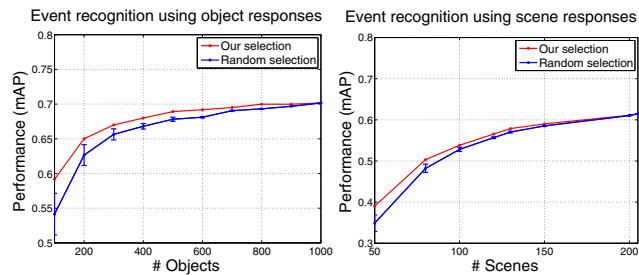 Event recognition using object responses
Event recognition using scene responses
Performance (mAP)
0.8
0.75
0.7
0.65
0.6
0.55
0.5
Our selection
Random selection
200
400
600
800
1000
# Objects
Performance (mAP)
0.8
0.7
0.6
0.5
0.4
0.3
Our selection
Random selection
50
100
150
200
# Scenes